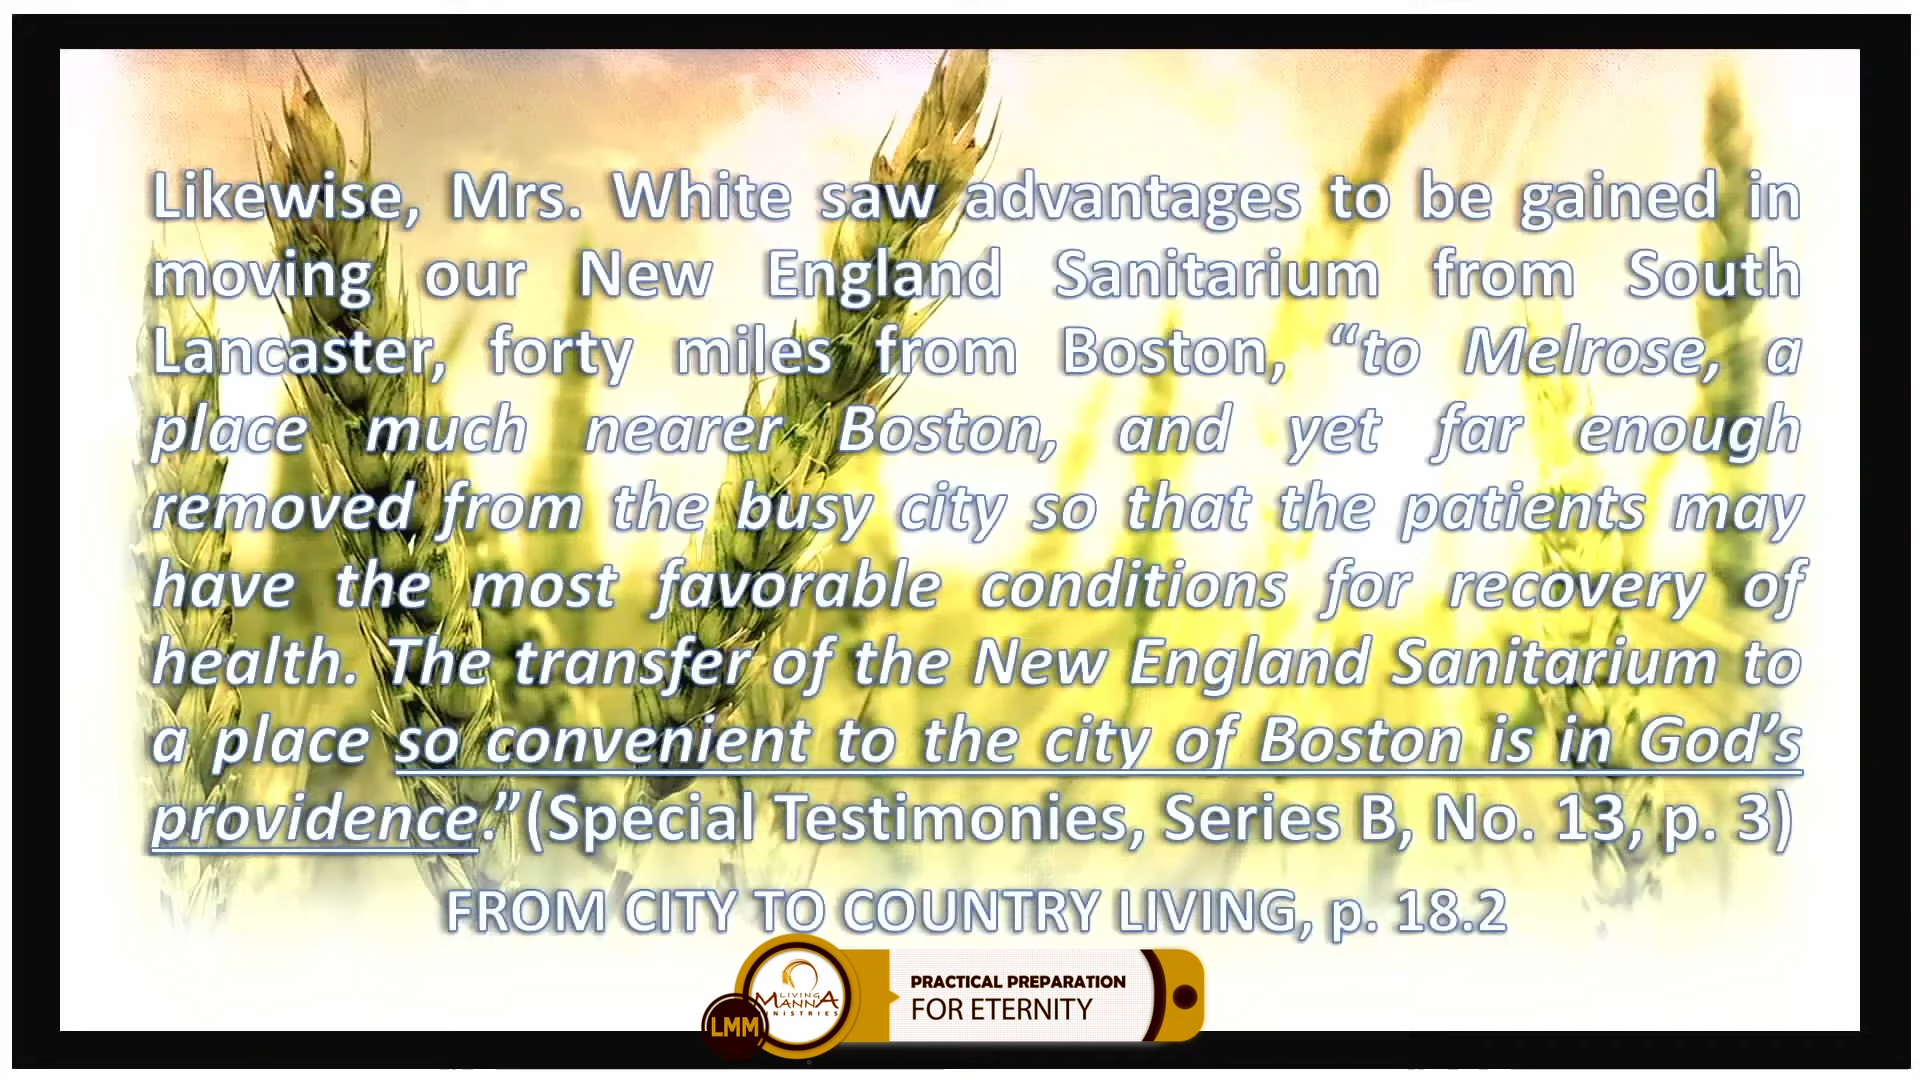 Likewise, Mrs. White saw advantages to be gained in
moving our New England Sanitarium from South
Lancaster, forty miles from Boston, “to Melrose, a
place much nearer Boston, and yet far enough
removed from the busy city so that the patients may
have the most favorable conditions for recovery of
health. The transfer of the New England Sanitarium to
a place so convenient to the city of Boston is in God’s
providence.”(Special Testimonies, Series B, No. 13, p. 3)
FROM CITY TO COUNTRY LIVING, p. 18.2
LIVING
MANNA
MINISTRIES
LMM
PRACTICAL PREPARATION
FOR ETERNITY